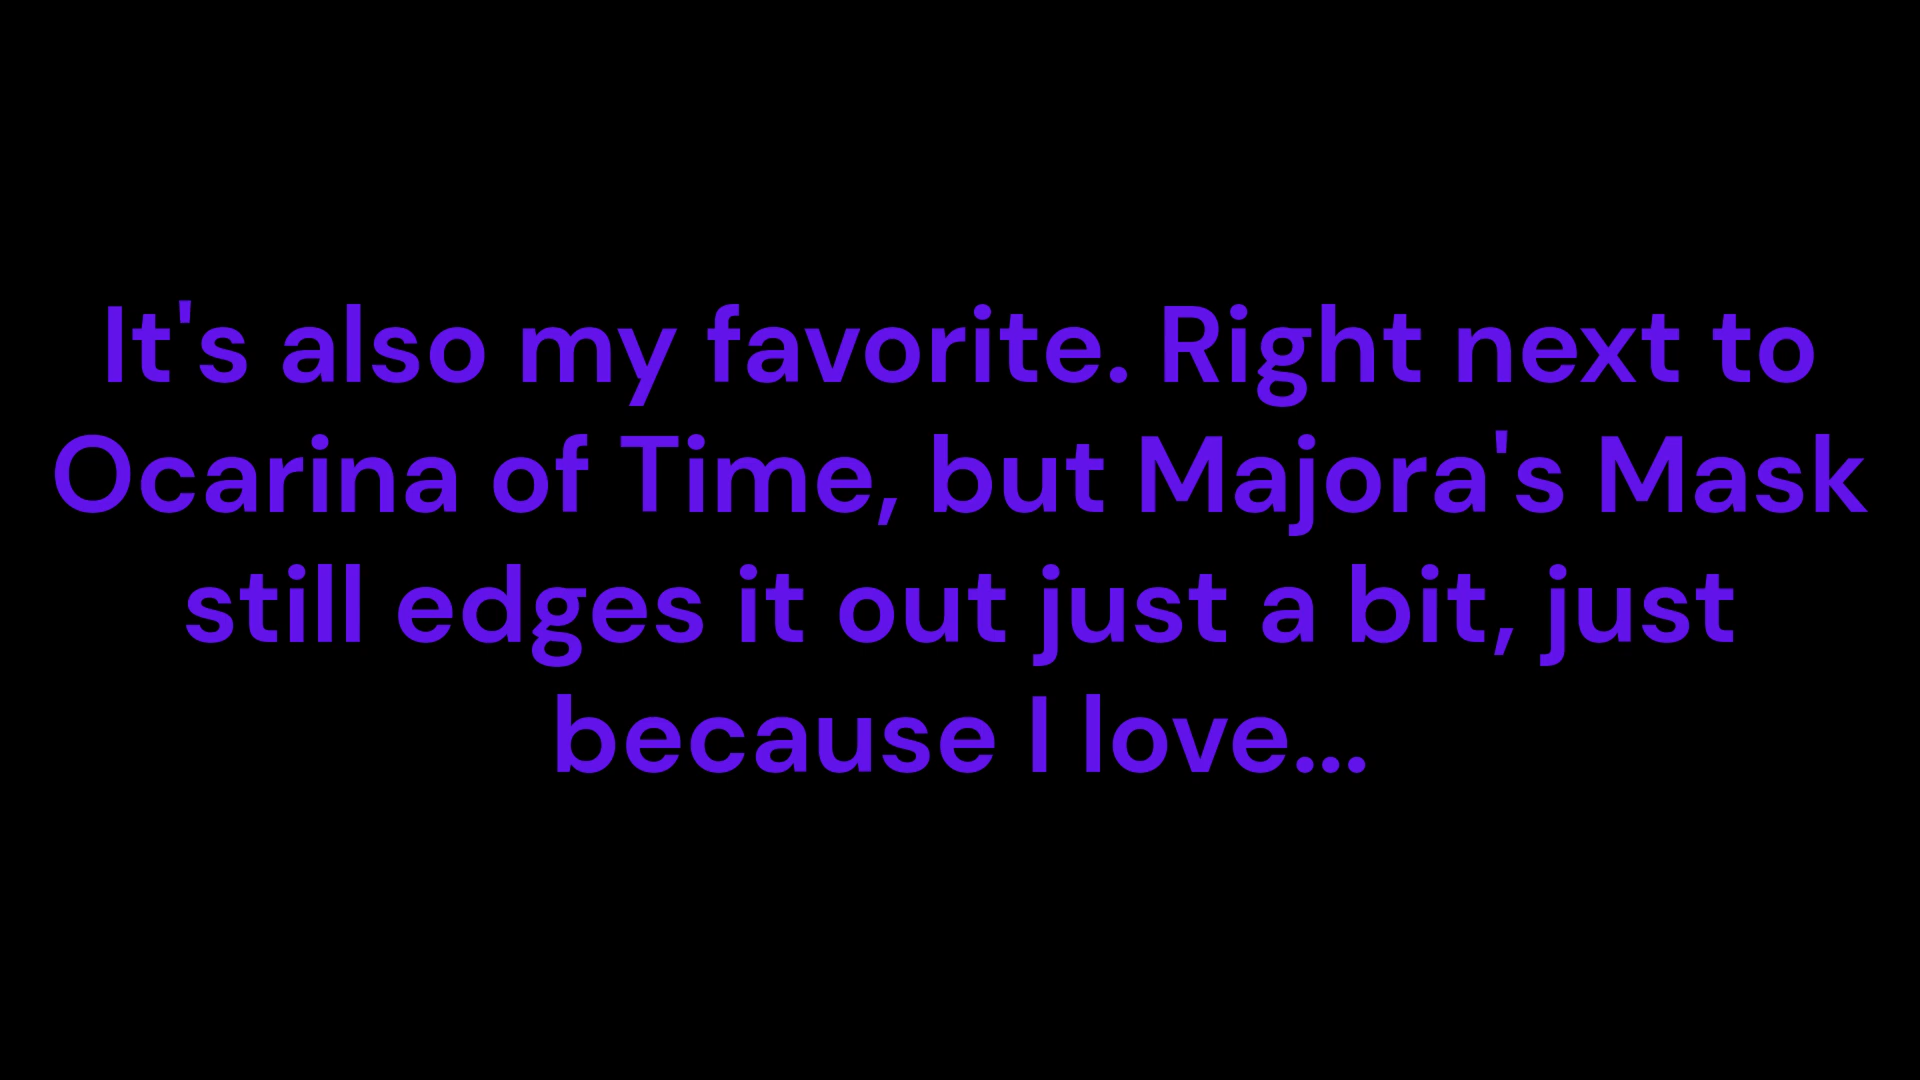 It's also my favorite. Right next to
Ocarina of Time, but Majora's Mask
still edges it out just a bit, just
because I love...